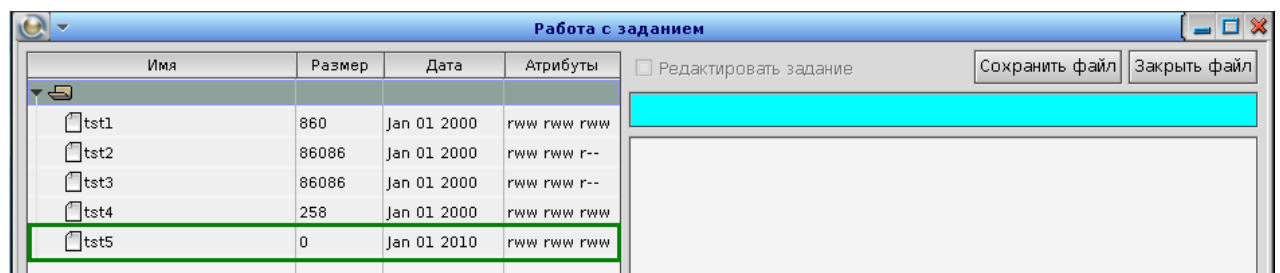 Работа с заданием
Имя Размер Дата Атрибуты
Редактировать задание Сохранить файл Закрыть файл
tst1 860 Jan 01 2000 rww rww rww
tst2 86086 Jan 01 2000 rww rww r--
tst3 86086 Jan 01 2000 rww rww r--
tst4 258 Jan 01 2000 rww rww rww
tst5 0 Jan 01 2010 rww rww rww